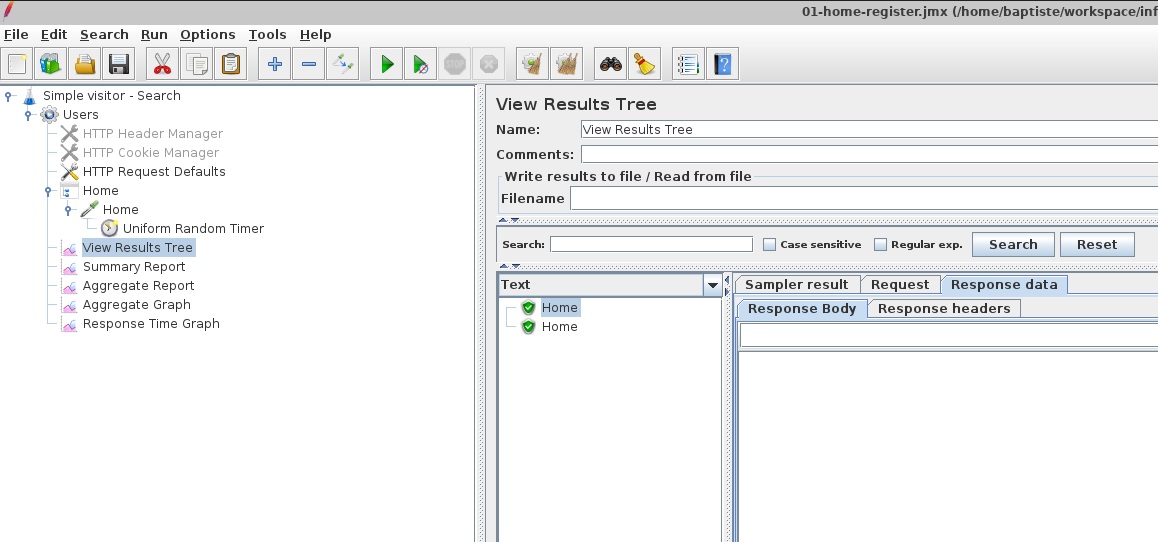 01-home-register.jmx (/home/baptiste/workspace/inf
File Edit Search Run Options Tools Help
STOP
Simple visitor - Search
Users
HTTP Header Manager
HTTP Cookie Manager
HTTP Request Defaults
Home
Home
Uniform Random Timer
View Results Tree
Summary Report
Aggregate Report
Aggregate Graph
Response Time Graph
View Results Tree
Name: View Results Tree
Comments:
Write results to file / Read from file
Filename
Search: Case sensitive Regular exp. Search Reset
Text
Home
Home
Sampler result Request Response data
Response Body Response headers